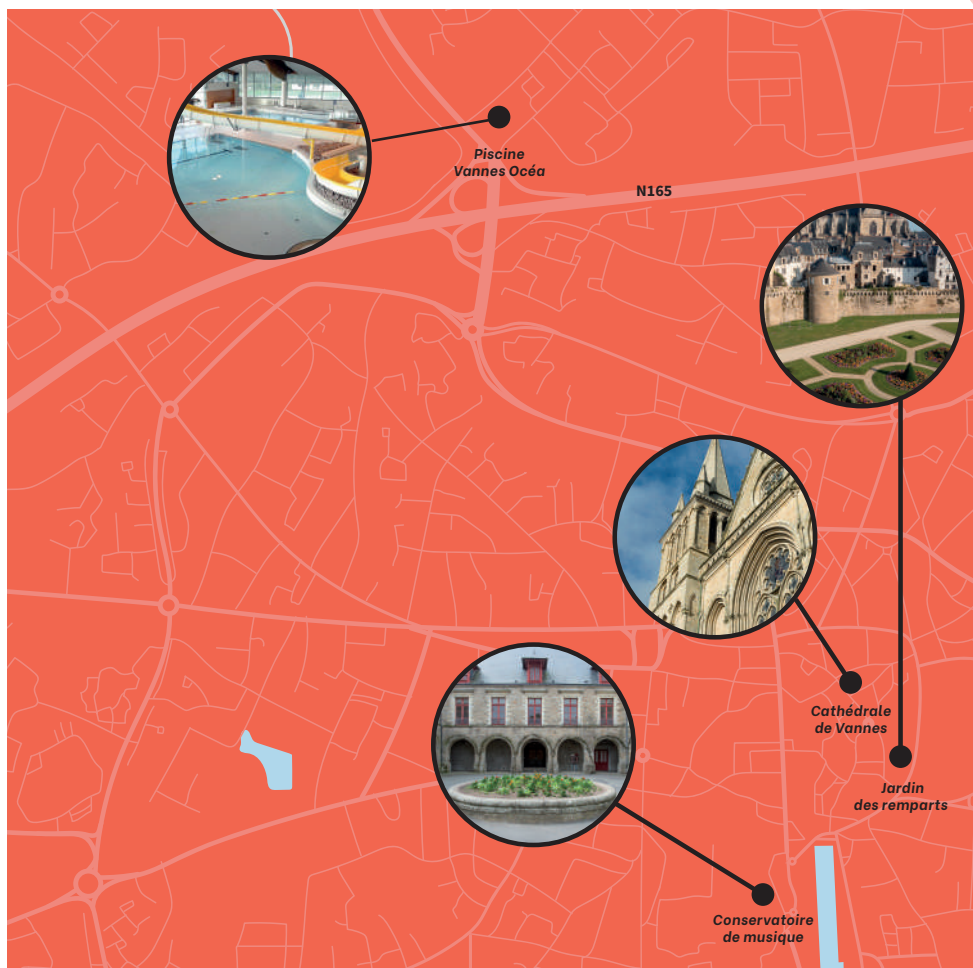 Piscine
Vannes Océa
N165
Cathédrale
de Vannes
Jardin
des remparts
Conservatoire
de musique